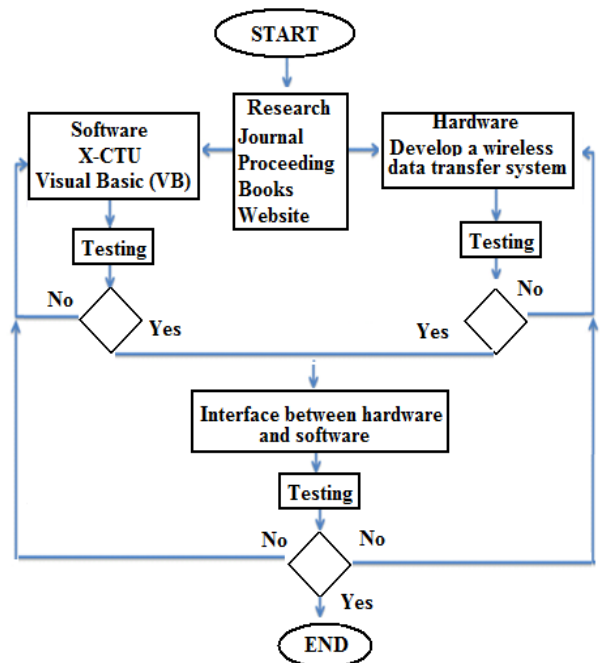 START
Research
Journal
Proceeding
Books
Website
Software
X-CTU
Visual Basic (VB)
Hardware
Develop a wireless
data transfer system
Testing
Testing
No
Yes
No
Yes
Interface between hardware
and software
Testing
No
No
Yes
END